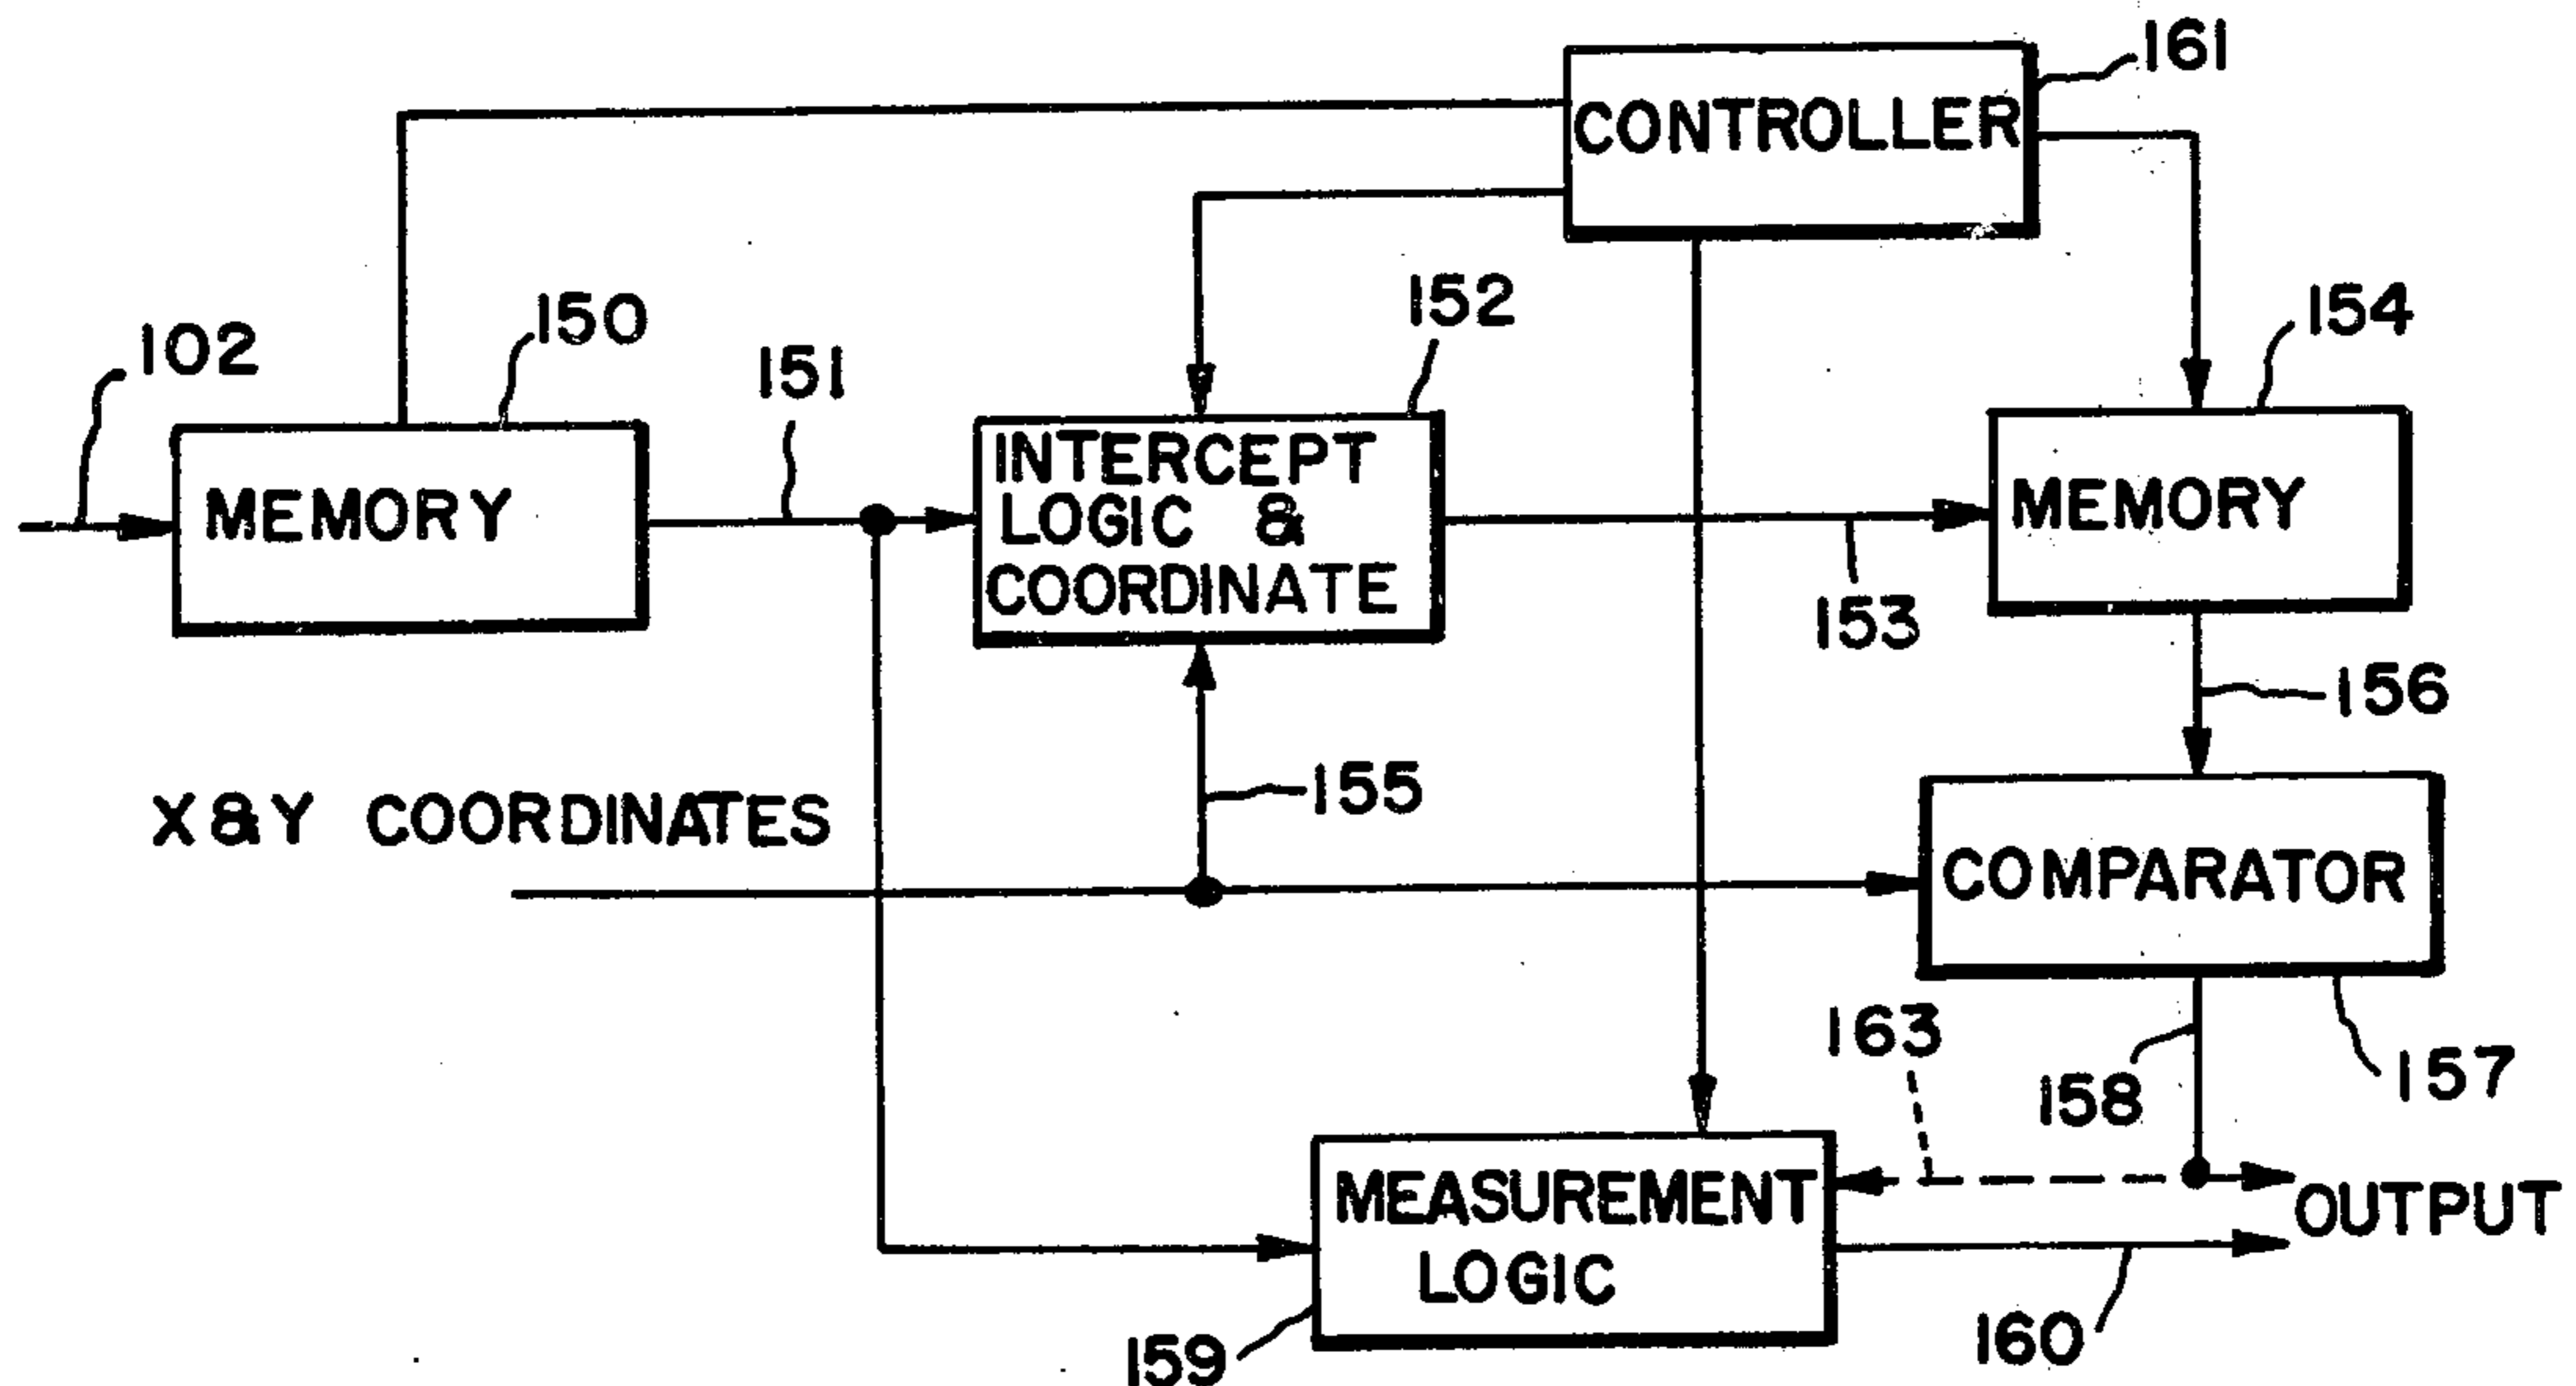 161
CONTROLLER
152
154
150
102
151
INTERCEPT
LOGIC &
COORDINATE
MEMORY
MEMORY
153
156
155
X & Y COORDINATES
COMPARATOR
163
158
157
MEASUREMENT
LOGIC
OUTPUT
160
159